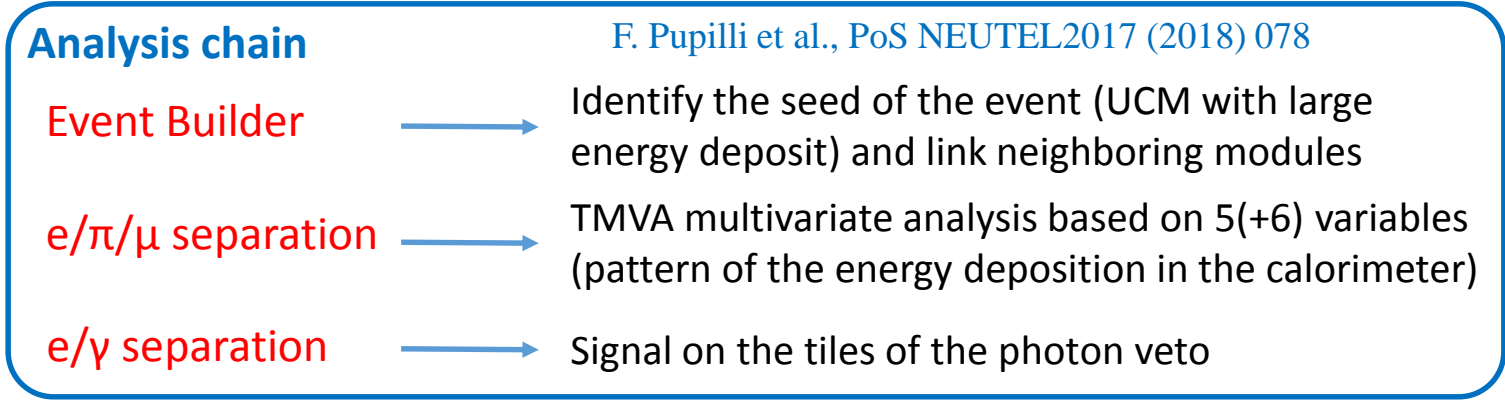 Analysis chain
F. Pupilli et al., PoS NEUTEL2017 (2018) 078
Event Builder
Identify the seed of the event (UCM with large
energy deposit) and link neighboring modules
e/π/μ separation
TMVA multivariate analysis based on 5(+6) variables
(pattern of the energy deposition in the calorimeter)
e/γ separation
Signal on the tiles of the photon veto